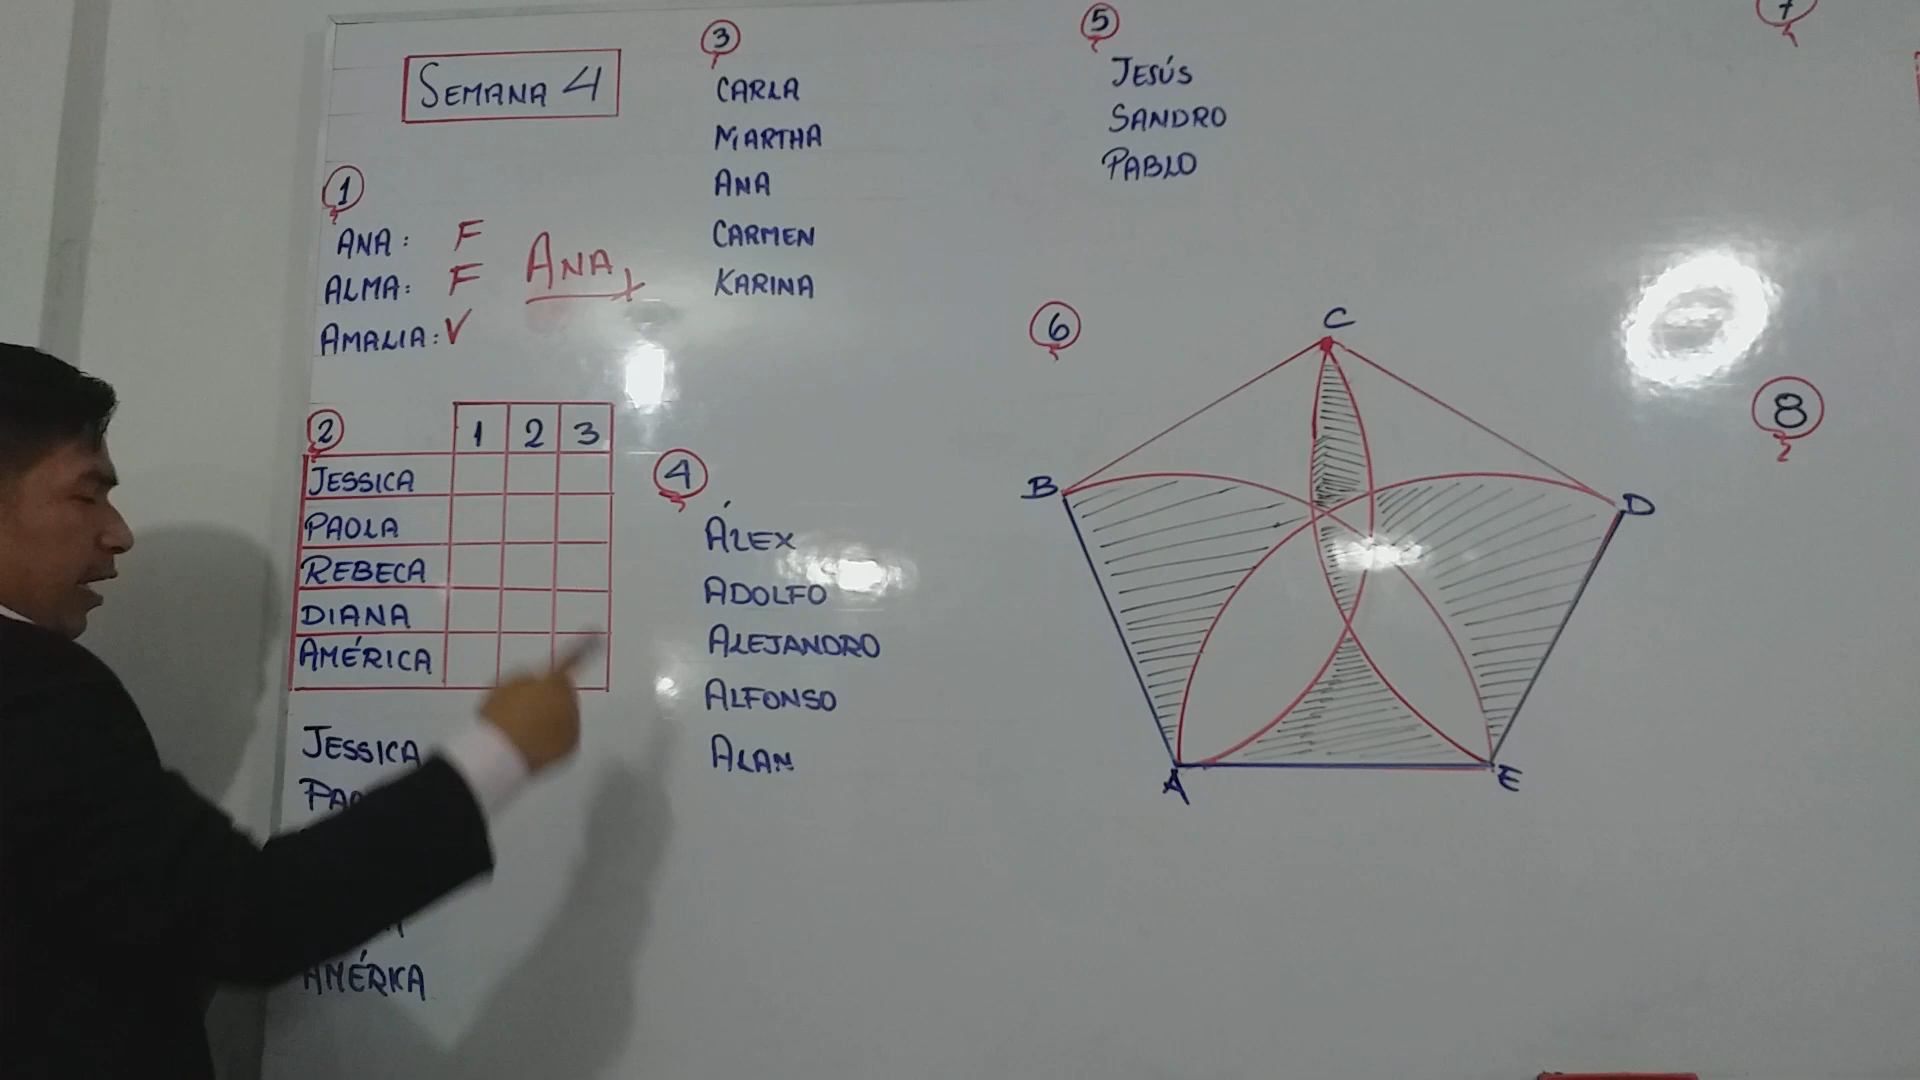 SEMANA 4
1
ANA: F
ALMA: F
AMALIA: V
ANA
2
1 2 3
JESSICA
PAOLA
REBECA
DIANA
AMÉRICA
JESSICA
AMÉRICA
3
CARLA
MARTHA
ANA
CARMEN
KARINA
4
ÁLEX
ADOLFO
ALEJANDRO
ALFONSO
ALAN
5
JESÚS
SANDRO
PABLO
6
C
B
D
A
E
7
8